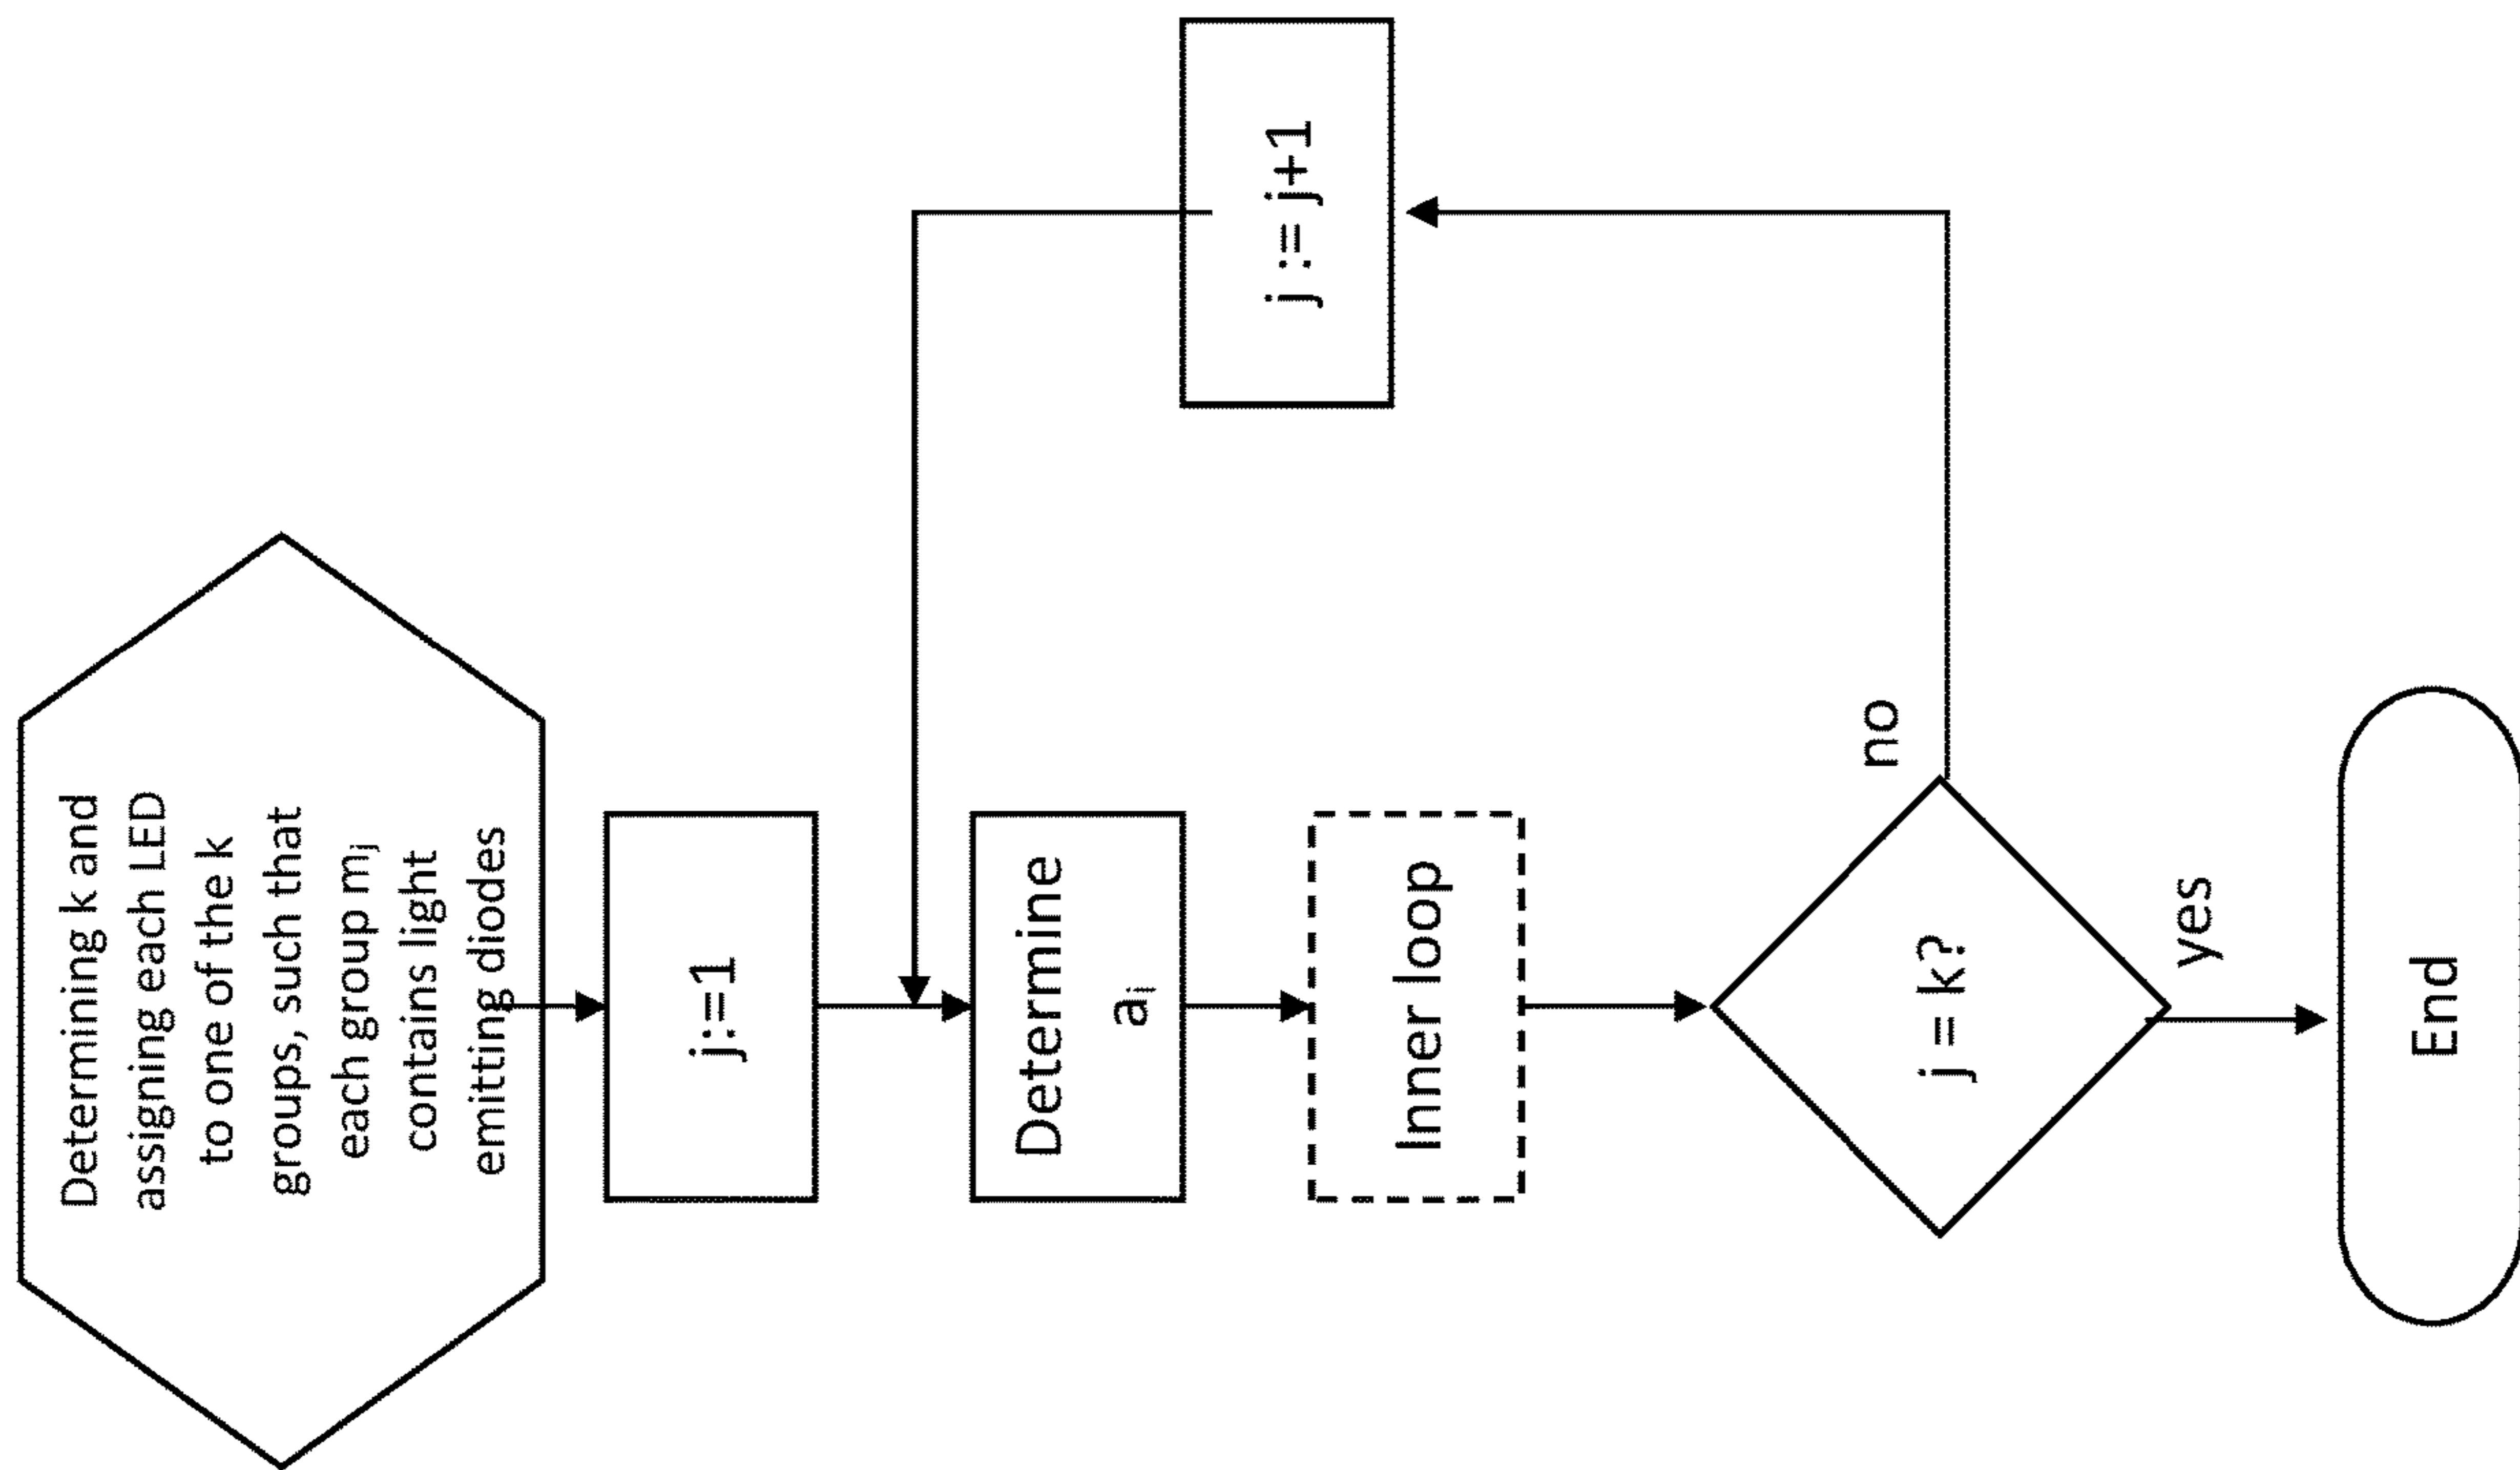 Determining k and
assigning each LED
to one of the k
groups, such that
each group mⱼ
contains light
emitting diodes
j:=1
Determine
aᵢ
Inner loop
j = k?
no
j := j+1
yes
End